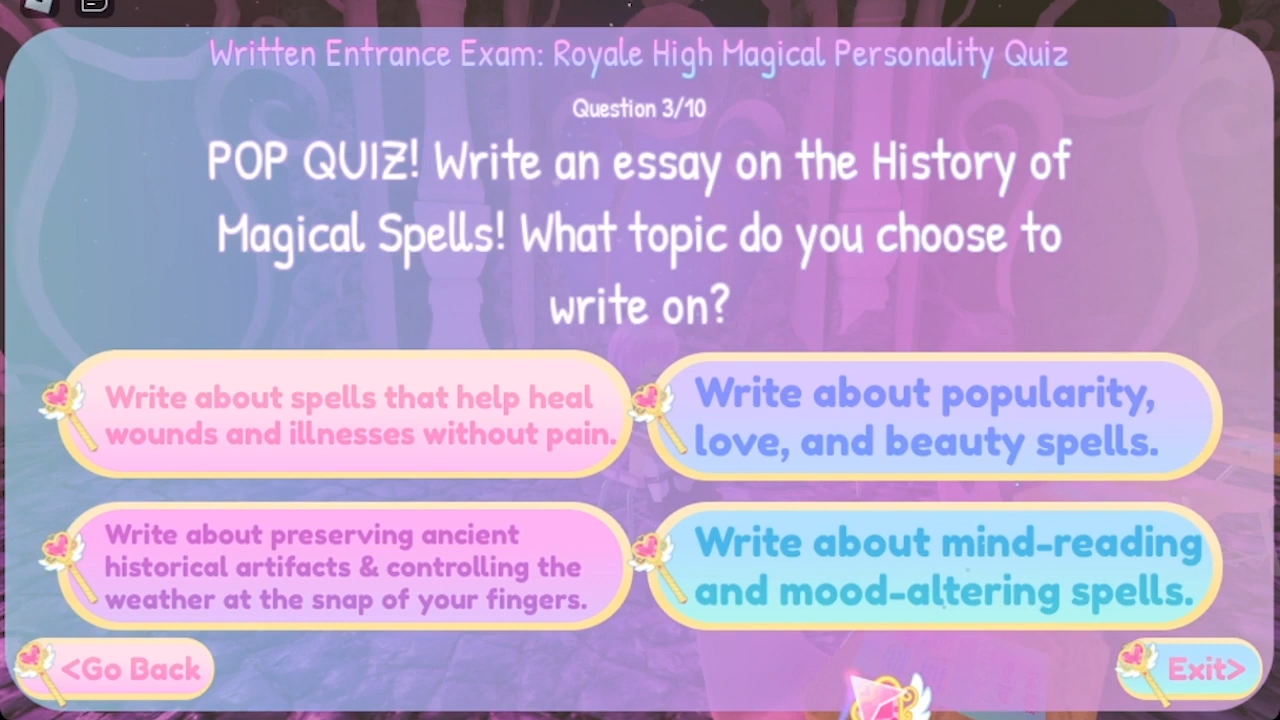 Written Entrance Exam: Royale High Magical Personality Quiz
Question 3/10
POP QUIZ! Write an essay on the History of
Magical Spells! What topic do you choose to
write on?
Write about spells that help heal
wounds and illnesses without pain.
Write about popularity,
love, and beauty spells.
Write about preserving ancient
historical artifacts & controlling the
weather at the snap of your fingers.
Write about mind-reading
and mood-altering spells.
<Go Back
Exit>